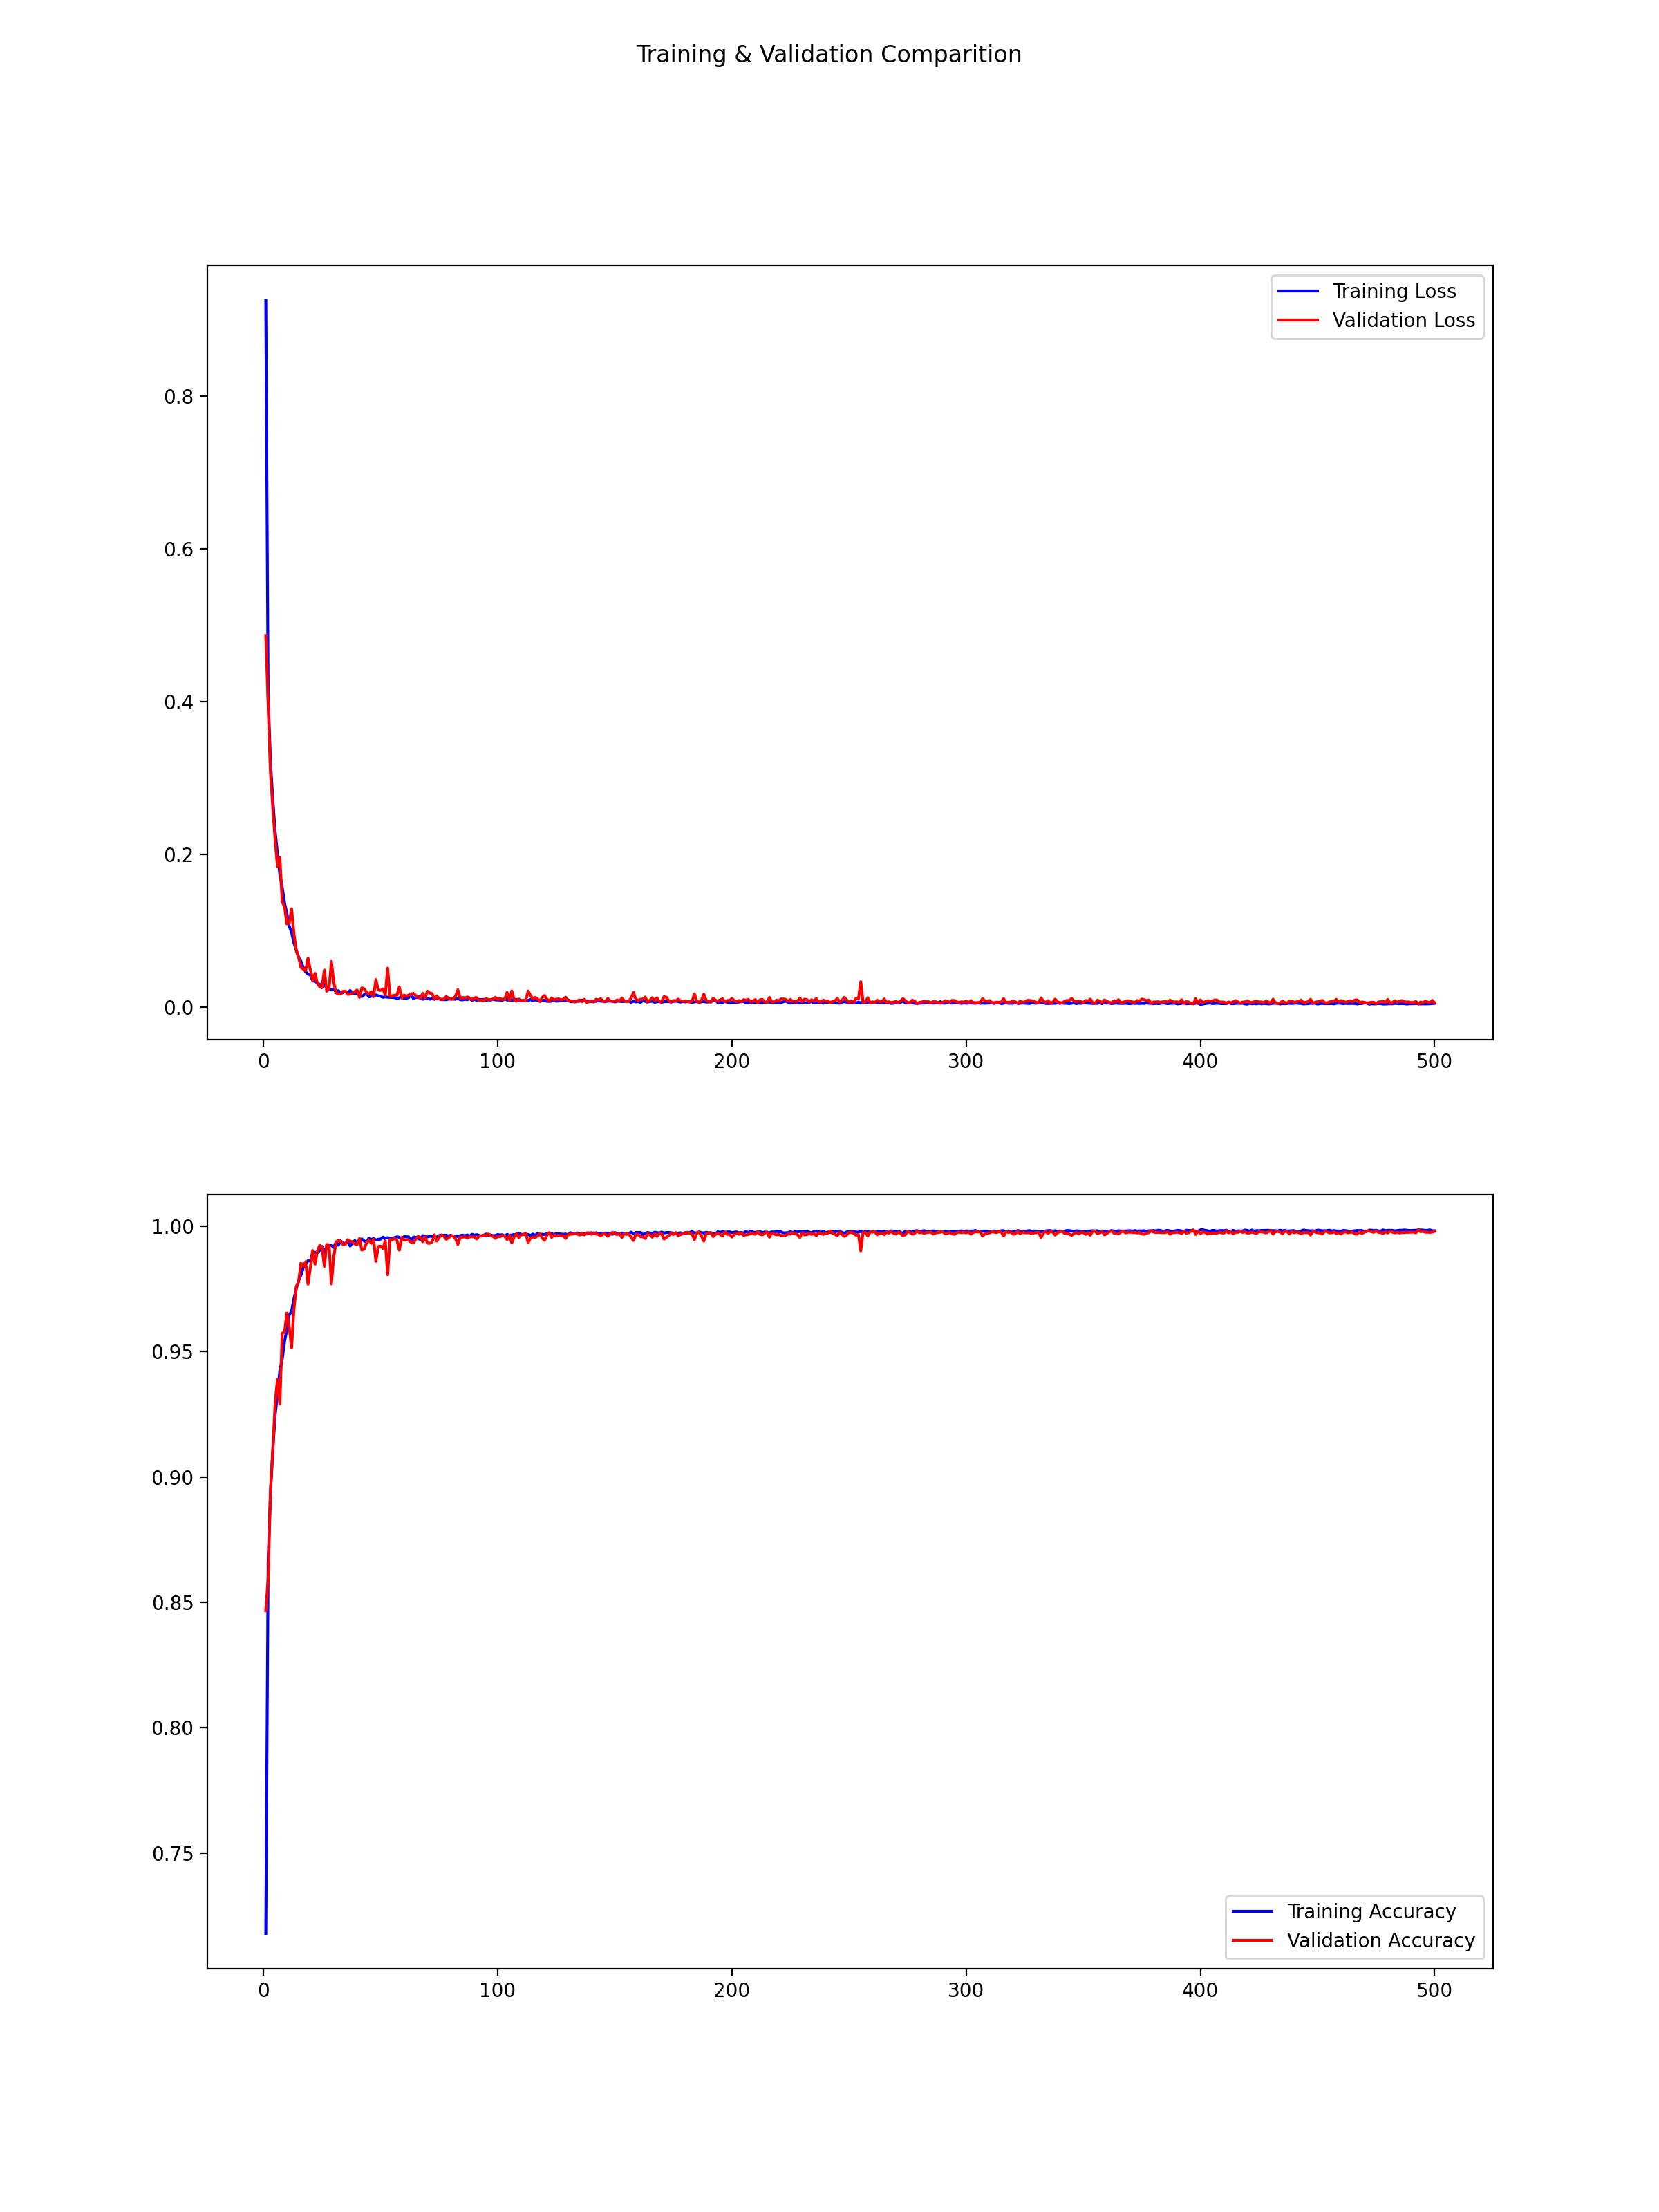 Training & Validation Comparition
Training Loss
Validation Loss
0.8
0.6
0.4
0.2
0.0
0 100 200 300 400 500
1.00
0.95
0.90
0.85
0.80
0.75
Training Accuracy
Validation Accuracy
0 100 200 300 400 500